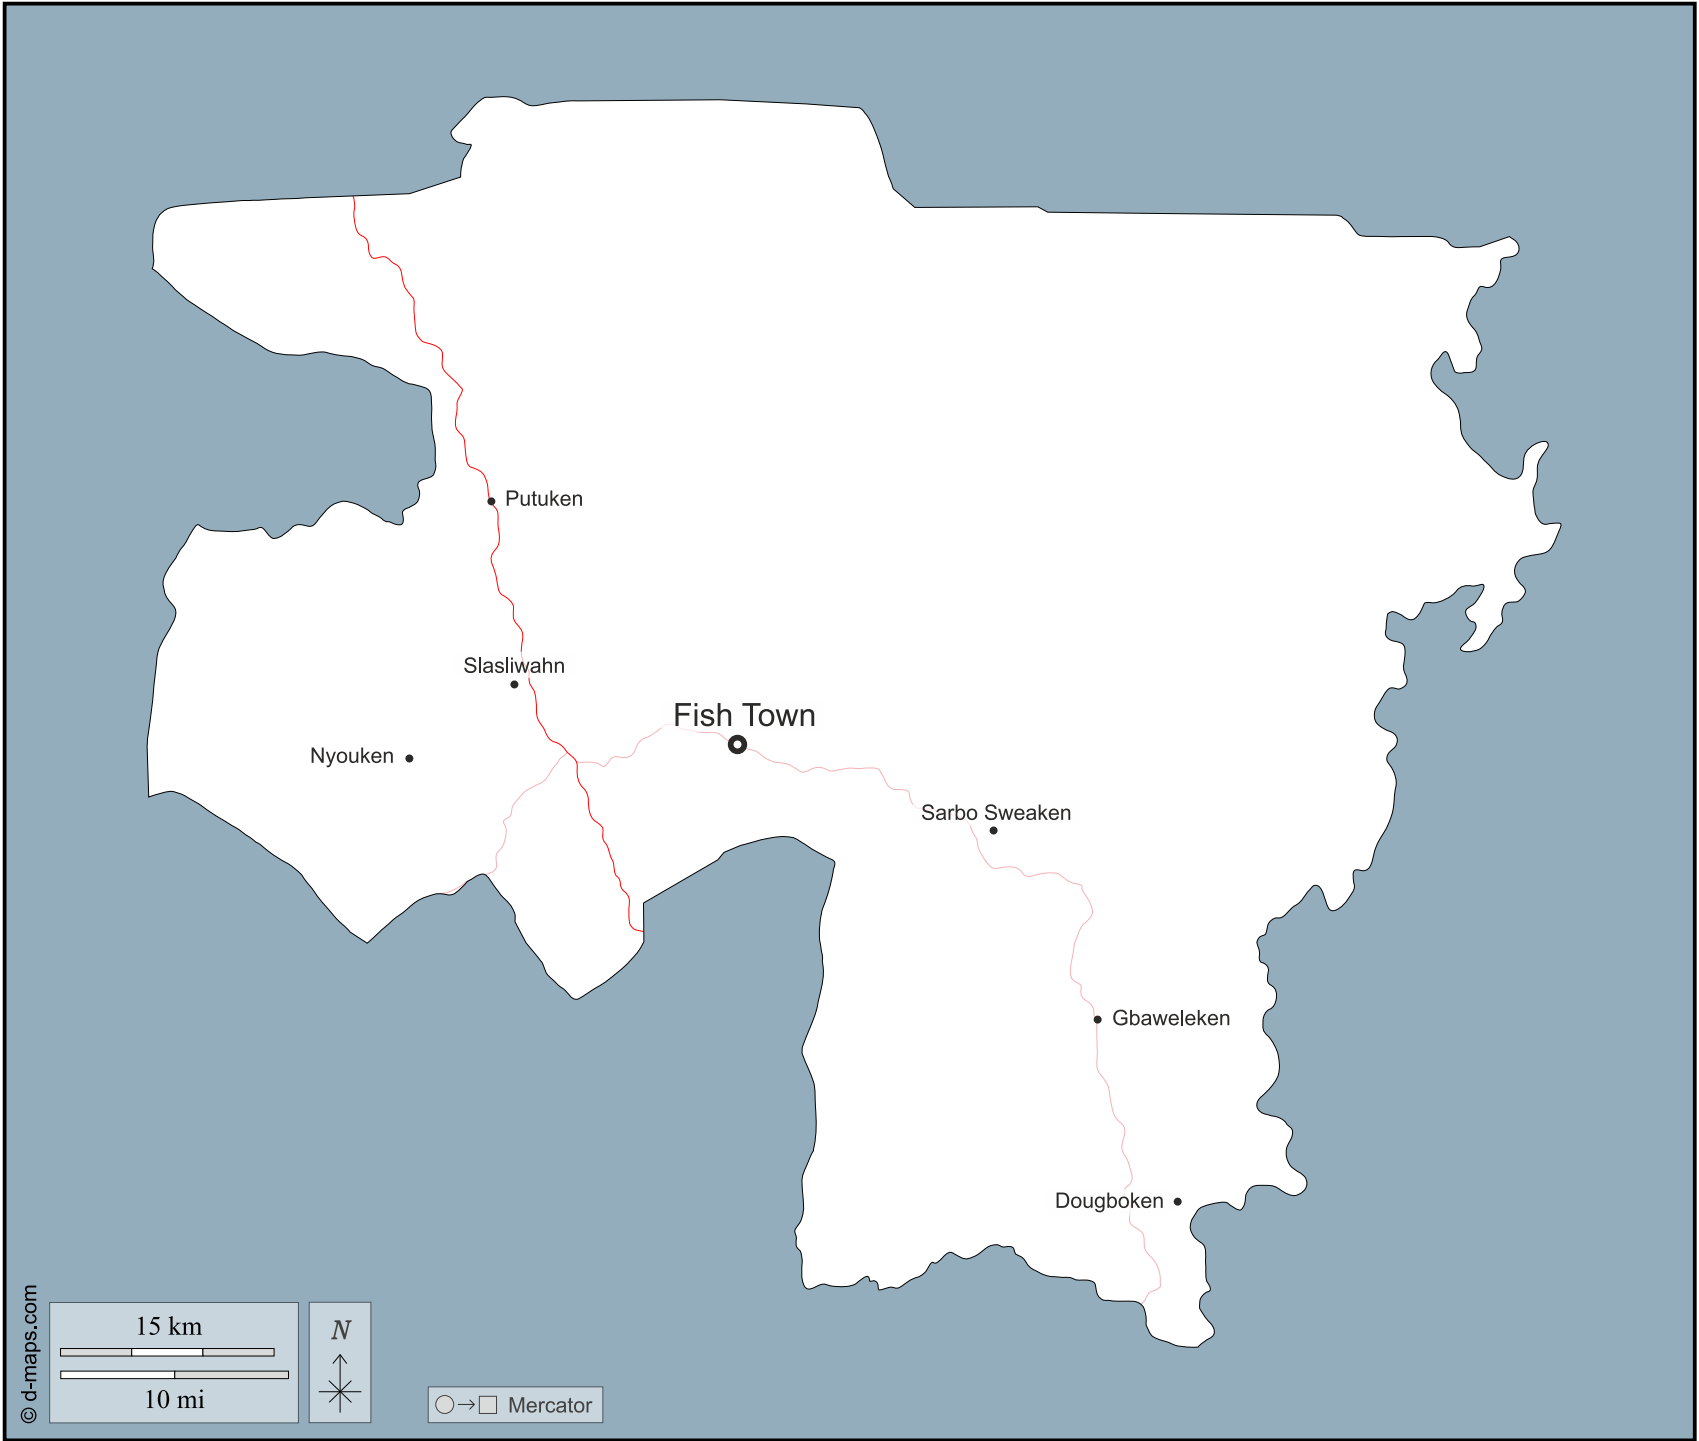 Putuken
Slasliwahn
Fish Town
Nyouken
Sarbo Sweaken
Gbaweleken
Dougboken
© d-maps.com
15 km
10 mi
N
Mercator